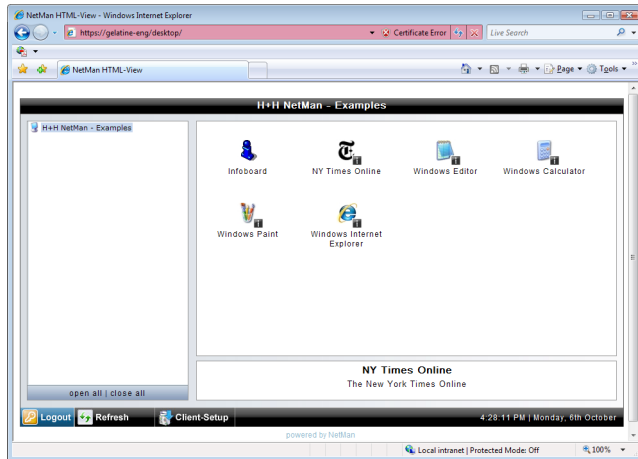 NetMan HTML-View - Windows Internet Explorer
https://gelatine-eng/desktop/
Certificate Error
Live Search
NetMan HTML-View
Page
Tools
H+H NetMan - Examples
H+H NetMan - Examples
Infoboard
NY Times Online
Windows Editor
Windows Calculator
Windows Paint
Windows Internet
Explorer
NY Times Online
The New York Times Online
open all | close all
Logout
Refresh
Client-Setup
4:28:11 PM | Monday, 6th October
powered by NetMan
Local intranet | Protected Mode: Off
100%